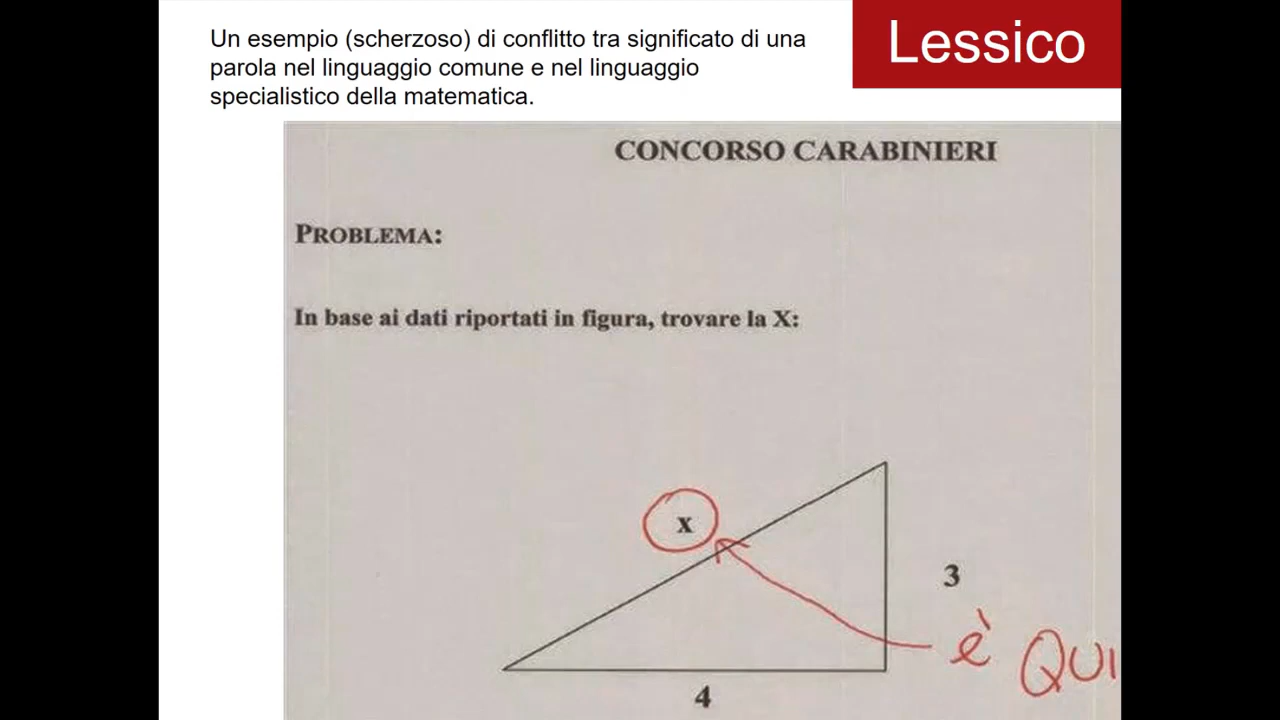 Un esempio (scherzoso) di conflitto tra significato di una
parola nel linguaggio comune e nel linguaggio
specialistico della matematica.
Lessico
CONCORSO CARABINIERI
PROBLEMA:
In base ai dati riportati in figura, trovare la X:
x
3
è QUI
4